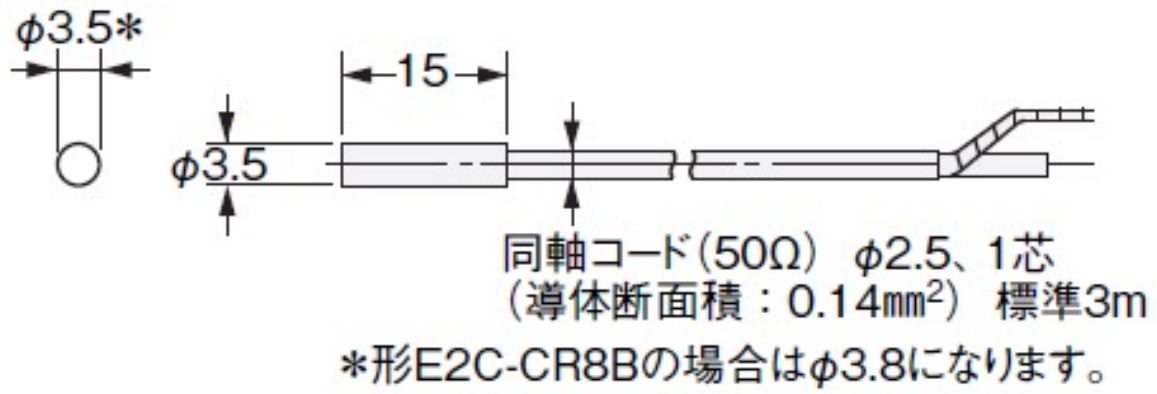 φ3.5*
15
φ3.5
同軸コード(50Ω) φ2.5、1芯
(導体断面積：0.14mm²) 標準3m
*形E2C-CR8Bの場合はφ3.8になります。